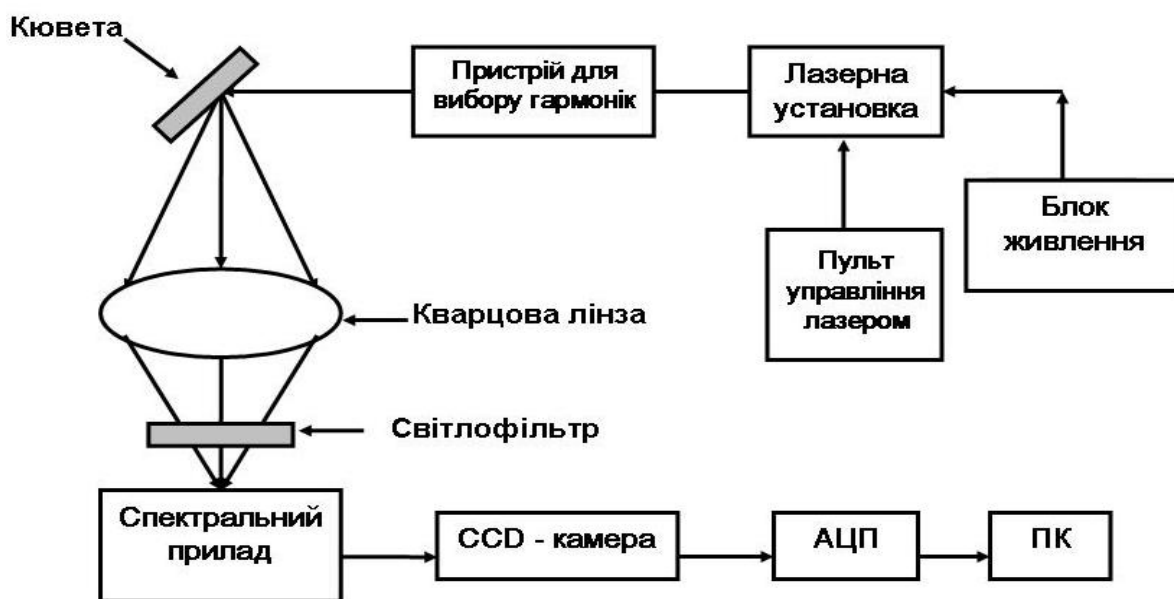 Кювета
Пристрій для
вибору гармонік
Лазерна
установка
Блок
живлення
Пульт
управління
лазером
Кварцова лінза
Світлофільтр
Спектральний
прилад
CCD - камера
АЦП
ПК